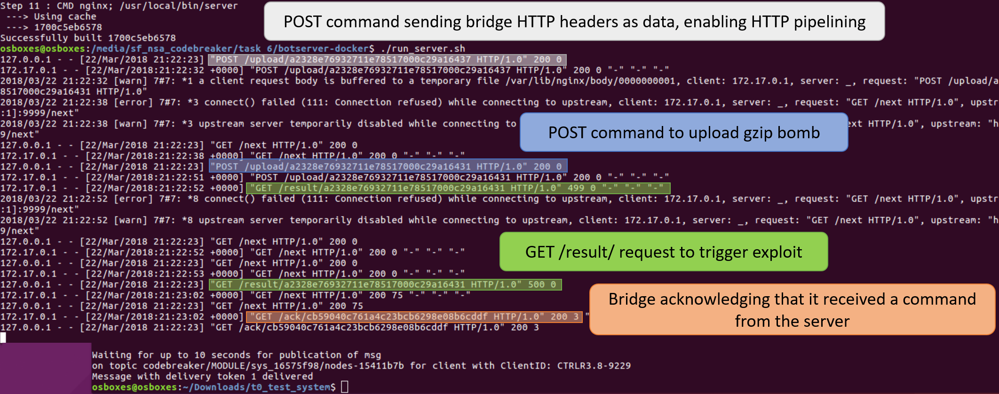 Step 11 : CMD nginx; /usr/local/bin/server
 ---> Using cache
 ---> 1700c5eb6578
Successfully built 1700c5eb6578
POST command sending bridge HTTP headers as data, enabling HTTP pipelining
osboxes@osboxes:/media/sf_nsa_codebreaker/task 6/botserver-docker$ ./run_server.sh
127.0.0.1 - - [22/Mar/2018 21:22:23] "POST /upload/a2328e76932711e78517000c29a16437 HTTP/1.0" 200 0
172.17.0.1 - - [22/Mar/2018:21:22:32 +0000] "POST /upload/a2328e76932711e78517000c29a16437 HTTP/1.0" 200 0 "-" "-" "-"
2018/03/22 21:22:32 [warn] 7#7: *1 a client request body is buffered to a temporary file /var/lib/nginx/body/0000000001, client: 172.17.0.1, server: _, request: "POST /upload/a
8517000c29a16431 HTTP/1.0"
2018/03/22 21:22:38 [error] 7#7: *3 connect() failed (111: Connection refused) while connecting to upstream, client: 172.17.0.1, server: _, request: "GET /next HTTP/1.0", upstr
:1]:9999/next"
2018/03/22 21:22:38 [warn] 7#7: *3 upstream server temporarily disabled while connecting to ext HTTP/1.0", upstream: "h
9/next"
POST command to upload gzip bomb
127.0.0.1 - - [22/Mar/2018 21:22:23] "GET /next HTTP/1.0" 200 0
172.17.0.1 - - [22/Mar/2018:21:22:38 +0000] "GET /next HTTP/1.0" 200 0 "-" "-" "-"
127.0.0.1 - - [22/Mar/2018 21:22:23] "POST /upload/a2328e76932711e78517000c29a16431 HTTP/1.0" 200 0
172.17.0.1 - - [22/Mar/2018:21:22:51 +0000] "POST /upload/a2328e76932711e78517000c29a16431 HTTP/1.0" 200 0 "-" "-" "-"
172.17.0.1 - - [22/Mar/2018:21:22:52 +0000] "GET /result/a2328e76932711e78517000c29a16431 HTTP/1.0" 499 0 "-" "-" "-"
2018/03/22 21:22:52 [error] 7#7: *8 connect() failed (111: Connection refused) while connecting to upstream, client: 172.17.0.1, server: _, request: "GET /next HTTP/1.0", upstr
:1]:9999/next"
2018/03/22 21:22:52 [warn] 7#7: *8 upstream server temporarily disabled while connecting to upstream, client: 172.17.0.1, server: _, request: "GET /next HTTP/1.0", upstream: "h
9/next"
127.0.0.1 - - [22/Mar/2018 21:22:23] "GET /next HTTP/1.0" 200 0
172.17.0.1 - - [22/Mar/2018:21:22:52 +0000] "GET /next HTTP/1.0" 200 0 "-" "-" "-"
GET /result/ request to trigger exploit
127.0.0.1 - - [22/Mar/2018 21:22:23] "GET /next HTTP/1.0" 200 0
172.17.0.1 - - [22/Mar/2018:21:22:53 +0000] "GET /next HTTP/1.0" 200 0 "-" "-" "-"
127.0.0.1 - - [22/Mar/2018 21:22:23] "GET /result/a2328e76932711e78517000c29a16431 HTTP/1.0" 500 0
172.17.0.1 - - [22/Mar/2018:21:23:02 +0000] "GET /next HTTP/1.0" 200 75 "-" "-" "-"
127.0.0.1 - - [22/Mar/2018 21:22:23] "GET /next HTTP/1.0" 200 75
172.17.0.1 - - [22/Mar/2018:21:23:02 +0000] "GET /ack/cb59040c761a4c23bcb6298e08b6cddf HTTP/1.0" 200 3 "
127.0.0.1 - - [22/Mar/2018 21:22:23] "GET /ack/cb59040c761a4c23bcb6298e08b6cddf HTTP/1.0" 200 3
Bridge acknowledging that it received a command
from the server
Waiting for up to 10 seconds for publication of msg
on topic codebreaker/MODULE/sys_16575f98/nodes-15411b7b for client with ClientID: CTRLR3.8-9229
Message with delivery token 1 delivered
osboxes@osboxes:~/Downloads/t0_test_system$